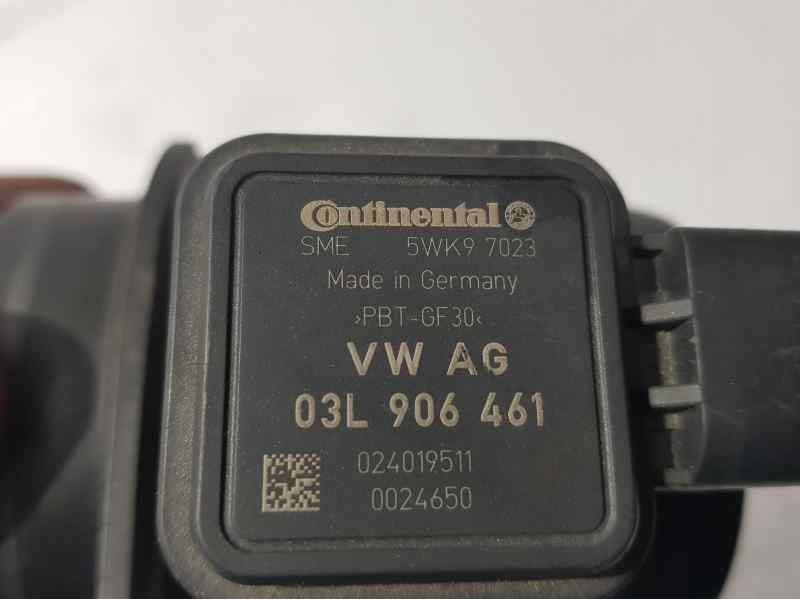 Continental
SME 5WK9 7023
Made in Germany
›PBT-GF30‹
VW AG
03L 906 461
024019511
0024650